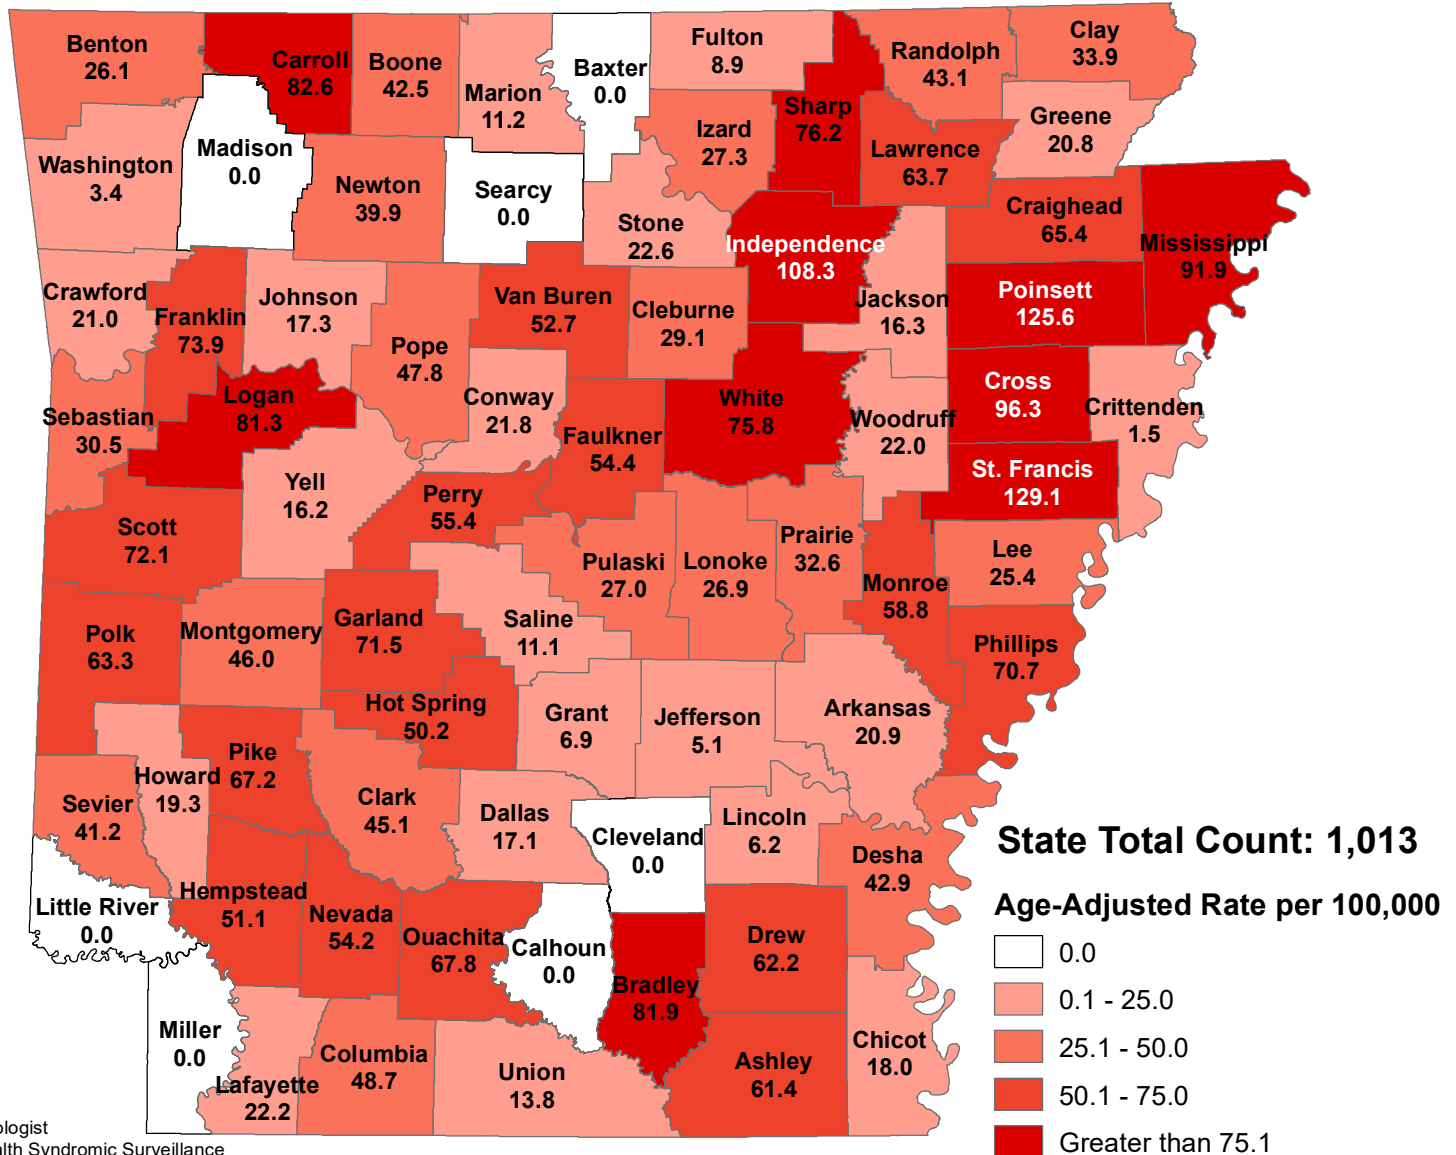 Benton
26.1
Carroll
82.6
Boone
42.5
Marion
11.2
Baxter
0.0
Fulton
8.9
Sharp
76.2
Randolph
43.1
Clay
33.9
Greene
20.8
Washington
3.4
Madison
0.0
Newton
39.9
Searcy
0.0
Stone
22.6
Izard
27.3
Lawrence
63.7
Independence
108.3
Craighead
65.4
Mississippi
91.9
Crawford
21.0
Franklin
73.9
Johnson
17.3
Pope
47.8
Van Buren
52.7
Cleburne
29.1
Jackson
16.3
Poinsett
125.6
Sebastian
30.5
Logan
81.3
Conway
21.8
Faulkner
54.4
White
75.8
Woodruff
22.0
Cross
96.3
Crittenden
1.5
Scott
72.1
Yell
16.2
Perry
55.4
St. Francis
129.1
Pulaski
27.0
Lonoke
26.9
Prairie
32.6
Monroe
58.8
Lee
25.4
Polk
63.3
Montgomery
46.0
Garland
71.5
Saline
11.1
Phillips
70.7
Hot Spring
50.2
Grant
6.9
Jefferson
5.1
Arkansas
20.9
Pike
67.2
Howard
19.3
Sevier
41.2
Clark
45.1
Dallas
17.1
Cleveland
0.0
Lincoln
6.2
Desha
42.9
Little River
0.0
Hempstead
51.1
Nevada
54.2
Ouachita
67.8
Calhoun
0.0
Bradley
81.9
Drew
62.2
Miller
0.0
Lafayette
22.2
Columbia
48.7
Union
13.8
Ashley
61.4
Chicot
18.0
State Total Count: 1,013
Age-Adjusted Rate per 100,000
0.0
0.1 - 25.0
25.1 - 50.0
50.1 - 75.0
Greater than 75.1
ologist
alth Syndromic Surveillance